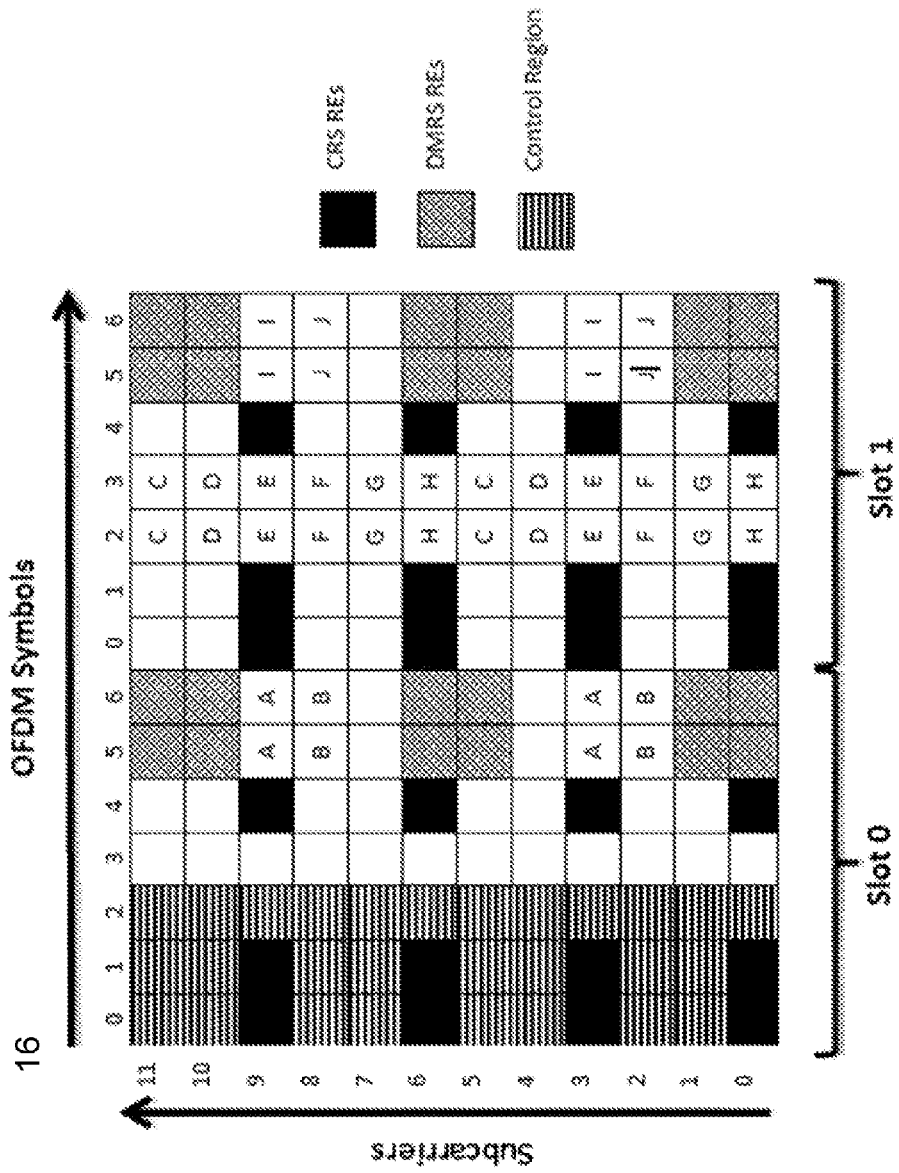 16
OFDM Symbols
0 1 2 3 4 5 6 0 1 2 3 4 5 6
11 C C
10 D D
9 A A E E I I
8 B B F F J J
7 G G
6 H H
5 C C
4 D D
3 A A E E I I
2 B B F F J J
1 G G
0 H H
Subcarriers
Slot 0
Slot 1
CRS REs
DMRS REs
Control Region